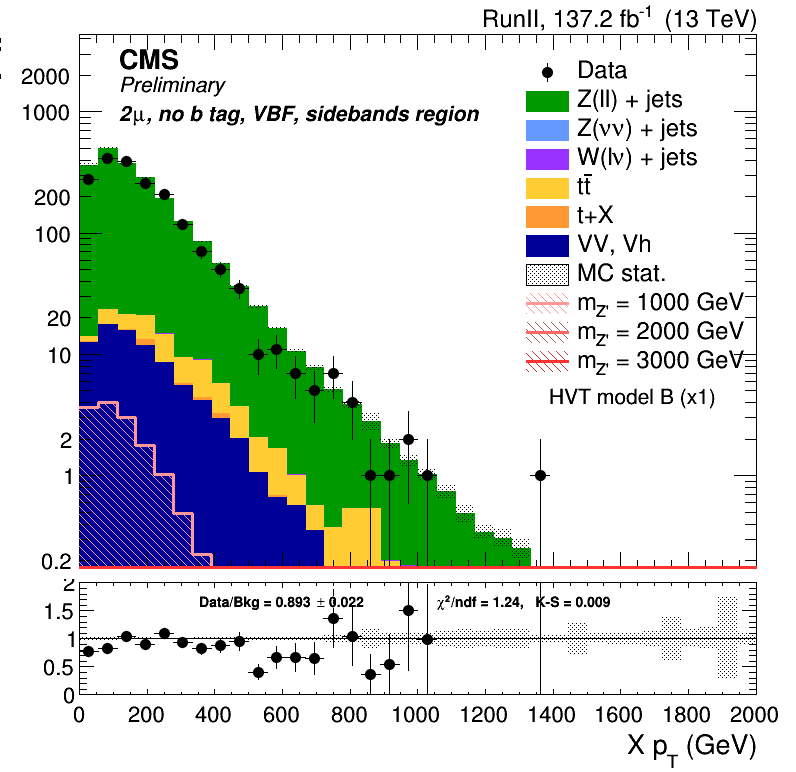 RunII, 137.2 fb⁻¹ (13 TeV)
CMS
Preliminary
2μ, no b tag, VBF, sidebands region
Data
Z(ll) + jets
Z(νν) + jets
W(lν) + jets
tt̄
t+X
VV, Vh
MC stat.
m_Z' = 1000 GeV
m_Z' = 2000 GeV
m_Z' = 3000 GeV
HVT model B (x1)
2000
1000
200
100
20
10
2
1
0.2
Data/Bkg = 0.893 ± 0.022
χ²/ndf = 1.24, K-S = 0.009
2
1.5
1
0.5
0
0 200 400 600 800 1000 1200 1400 1600 1800 2000
X p_T (GeV)